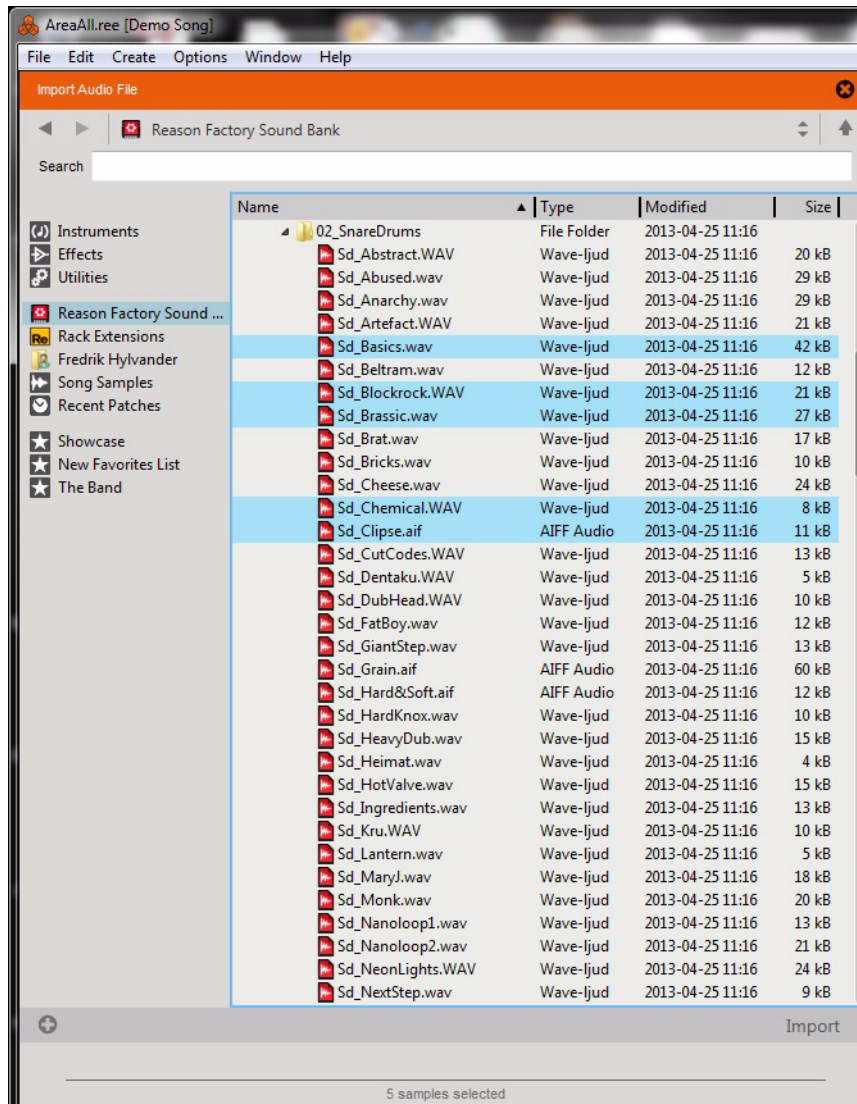 AreaAll.ree [Demo Song]
File Edit Create Options Window Help
Import Audio File
Reason Factory Sound Bank
Search
Instruments
Effects
Utilities
Reason Factory Sound ...
Re Rack Extensions
Fredrik Hylvander
Song Samples
Recent Patches
Showcase
New Favorites List
The Band
Name Type Modified Size
02_SnareDrums File Folder 2013-04-25 11:16
Sd_Abstract.WAV Wave-ljud 2013-04-25 11:16 20 kB
Sd_Abused.wav Wave-ljud 2013-04-25 11:16 29 kB
Sd_Anarchy.wav Wave-ljud 2013-04-25 11:16 29 kB
Sd_Artefact.WAV Wave-ljud 2013-04-25 11:16 21 kB
Sd_Basics.wav Wave-ljud 2013-04-25 11:16 42 kB
Sd_Beltram.wav Wave-ljud 2013-04-25 11:16 12 kB
Sd_Blockrock.WAV Wave-ljud 2013-04-25 11:16 21 kB
Sd_Brassic.wav Wave-ljud 2013-04-25 11:16 27 kB
Sd_Brat.wav Wave-ljud 2013-04-25 11:16 17 kB
Sd_Bricks.wav Wave-ljud 2013-04-25 11:16 10 kB
Sd_Cheese.wav Wave-ljud 2013-04-25 11:16 24 kB
Sd_Chemical.WAV Wave-ljud 2013-04-25 11:16 8 kB
Sd_Clipse.aif AIFF Audio 2013-04-25 11:16 11 kB
Sd_CutCodes.WAV Wave-ljud 2013-04-25 11:16 13 kB
Sd_Dentaku.WAV Wave-ljud 2013-04-25 11:16 5 kB
Sd_DubHead.WAV Wave-ljud 2013-04-25 11:16 10 kB
Sd_FatBoy.wav Wave-ljud 2013-04-25 11:16 12 kB
Sd_GiantStep.wav Wave-ljud 2013-04-25 11:16 13 kB
Sd_Grain.aif AIFF Audio 2013-04-25 11:16 60 kB
Sd_Hard&Soft.aif AIFF Audio 2013-04-25 11:16 12 kB
Sd_HardKnox.wav Wave-ljud 2013-04-25 11:16 10 kB
Sd_HeavyDub.wav Wave-ljud 2013-04-25 11:16 15 kB
Sd_Heimat.wav Wave-ljud 2013-04-25 11:16 4 kB
Sd_HotValve.wav Wave-ljud 2013-04-25 11:16 15 kB
Sd_Ingredients.wav Wave-ljud 2013-04-25 11:16 13 kB
Sd_Kru.WAV Wave-ljud 2013-04-25 11:16 10 kB
Sd_Lantern.wav Wave-ljud 2013-04-25 11:16 5 kB
Sd_MaryJ.wav Wave-ljud 2013-04-25 11:16 18 kB
Sd_Monk.wav Wave-ljud 2013-04-25 11:16 20 kB
Sd_Nanoloop1.wav Wave-ljud 2013-04-25 11:16 13 kB
Sd_Nanoloop2.wav Wave-ljud 2013-04-25 11:16 21 kB
Sd_NeonLights.WAV Wave-ljud 2013-04-25 11:16 24 kB
Sd_NextStep.wav Wave-ljud 2013-04-25 11:16 9 kB
Import
5 samples selected